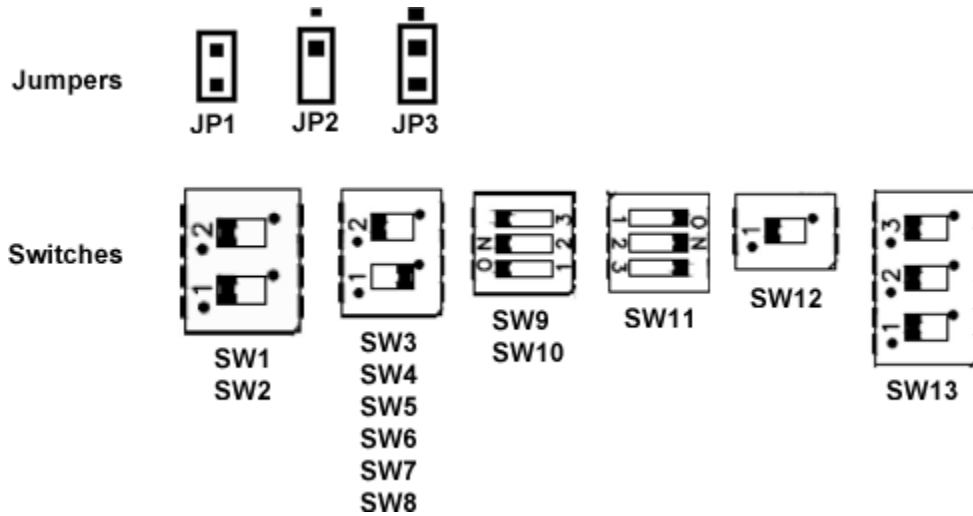 Jumpers
JP1 JP2 JP3
Switches
2
1
2
1
3
2
1
ON
1
2
3
ON
1
3
2
1
SW1
SW2
SW3
SW4
SW5
SW6
SW7
SW8
SW9
SW10
SW11
SW12
SW13